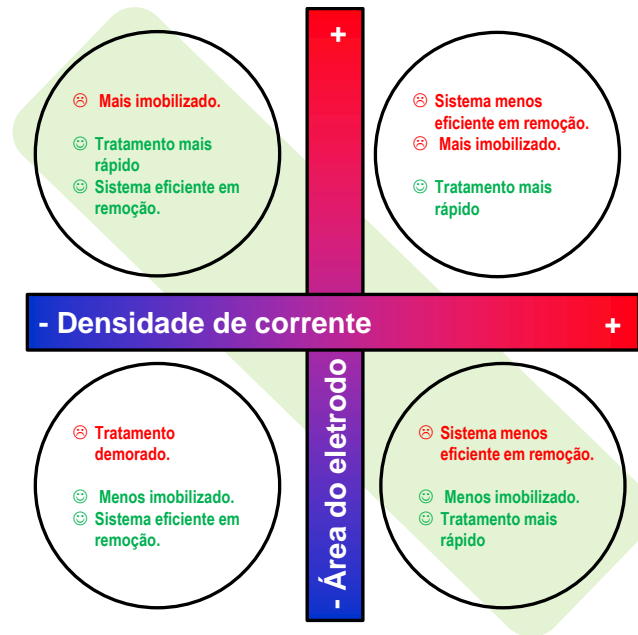 +
☹ Mais imobilizado.
☺ Tratamento mais
rápido
☺ Sistema eficiente em
remoção.
☹ Sistema menos
eficiente em remoção.
☹ Mais imobilizado.
☺ Tratamento mais
rápido
- Densidade de corrente +
- Área do eletrodo
☹ Tratamento
demorado.
☺ Menos imobilizado.
☺ Sistema eficiente em
remoção.
☹ Sistema menos
eficiente em remoção.
☺ Menos imobilizado.
☺ Tratamento mais
rápido